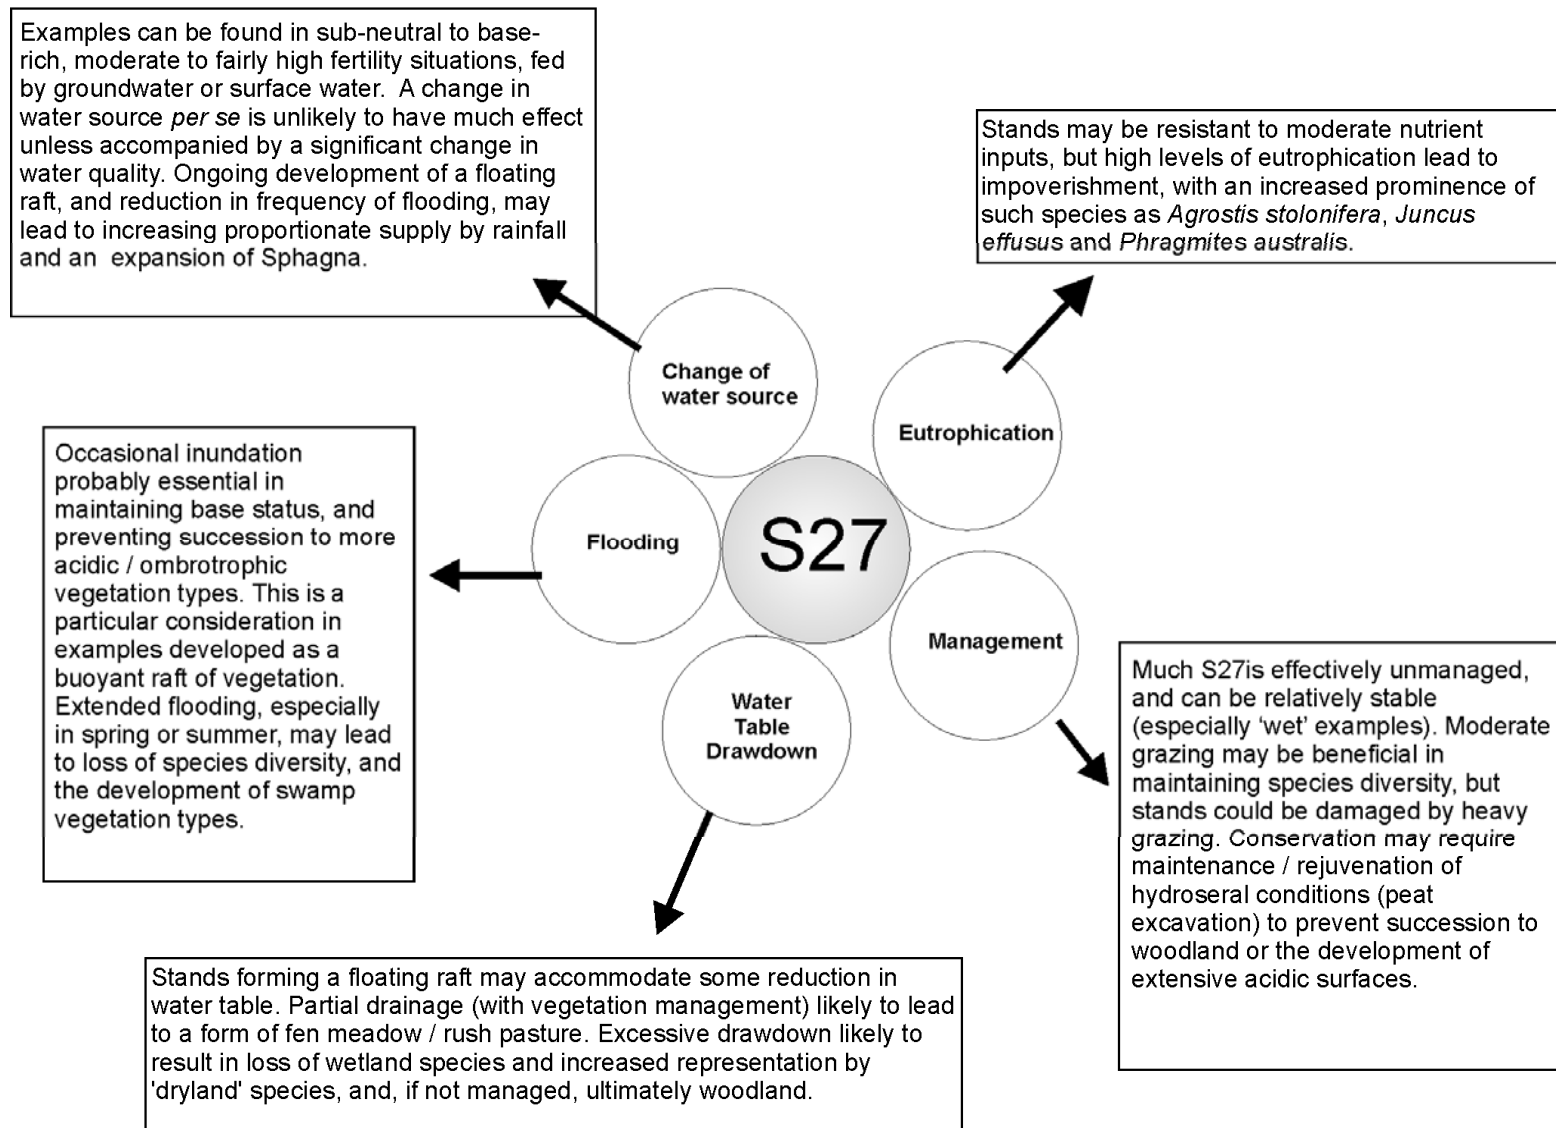 Examples can be found in sub-neutral to base-
rich, moderate to fairly high fertility situations, fed
by groundwater or surface water.  A change in
water source per se is unlikely to have much effect
unless accompanied by a significant change in
water quality. Ongoing development of a floating
raft, and reduction in frequency of flooding, may
lead to increasing proportionate supply by rainfall
and an  expansion of Sphagna.
Stands may be resistant to moderate nutrient
inputs, but high levels of eutrophication lead to
impoverishment, with an increased prominence of
such species as Agrostis stolonifera, Juncus
effusus and Phragmites australis.
Change of
water source
Eutrophication
Occasional inundation
probably essential in
maintaining base status, and
preventing succession to more
acidic / ombrotrophic
vegetation types. This is a
particular consideration in
examples developed as a
buoyant raft of vegetation.
Extended flooding, especially
in spring or summer, may lead
to loss of species diversity, and
the development of swamp
vegetation types.
Flooding
S27
Management
Water
Table
Drawdown
Much S27is effectively unmanaged,
and can be relatively stable
(especially ‘wet’ examples). Moderate
grazing may be beneficial in
maintaining species diversity, but
stands could be damaged by heavy
grazing. Conservation may require
maintenance / rejuvenation of
hydroseral conditions (peat
excavation) to prevent succession to
woodland or the development of
extensive acidic surfaces.
Stands forming a floating raft may accommodate some reduction in
water table. Partial drainage (with vegetation management) likely to lead
to a form of fen meadow / rush pasture. Excessive drawdown likely to
result in loss of wetland species and increased representation by
'dryland' species, and, if not managed, ultimately woodland.